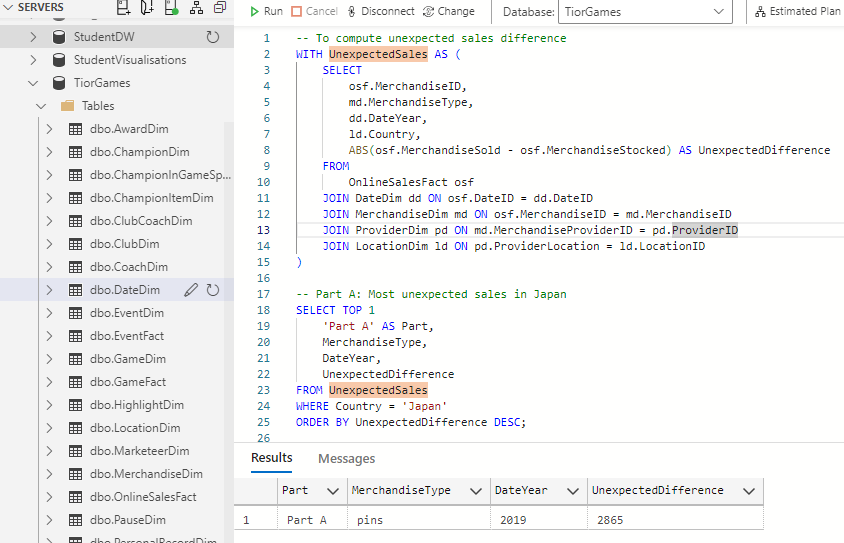 SERVERS
StudentDW
StudentVisualisations
TiorGames
Tables
dbo.AwardDim
dbo.ChampionDim
dbo.ChampionInGameSp...
dbo.ChampionItemDim
dbo.ClubCoachDim
dbo.ClubDim
dbo.CoachDim
dbo.DateDim
dbo.EventDim
dbo.EventFact
dbo.GameDim
dbo.GameFact
dbo.HighlightDim
dbo.LocationDim
dbo.MarketeerDim
dbo.MerchandiseDim
dbo.OnlineSalesFact
dbo.PauseDim
dbo.PersonalRecordDim
Run Cancel Disconnect Change Database: TiorGames Estimated Plan
1 -- To compute unexpected sales difference
2 WITH UnexpectedSales AS (
3 SELECT
4 osf.MerchandiseID,
5 md.MerchandiseType,
6 dd.DateYear,
7 ld.Country,
8 ABS(osf.MerchandiseSold - osf.MerchandiseStocked) AS UnexpectedDifference
9 FROM
10 OnlineSalesFact osf
11 JOIN DateDim dd ON osf.DateID = dd.DateID
12 JOIN MerchandiseDim md ON osf.MerchandiseID = md.MerchandiseID
13 JOIN ProviderDim pd ON md.MerchandiseProviderID = pd.ProviderID
14 JOIN LocationDim ld ON pd.ProviderLocation = ld.LocationID
15 )
16
17 -- Part A: Most unexpected sales in Japan
18 SELECT TOP 1
19 'Part A' AS Part,
20 MerchandiseType,
21 DateYear,
22 UnexpectedDifference
23 FROM UnexpectedSales
24 WHERE Country = 'Japan'
25 ORDER BY UnexpectedDifference DESC;
26
Results Messages
Part MerchandiseType DateYear UnexpectedDifference
1 Part A pins 2019 2865